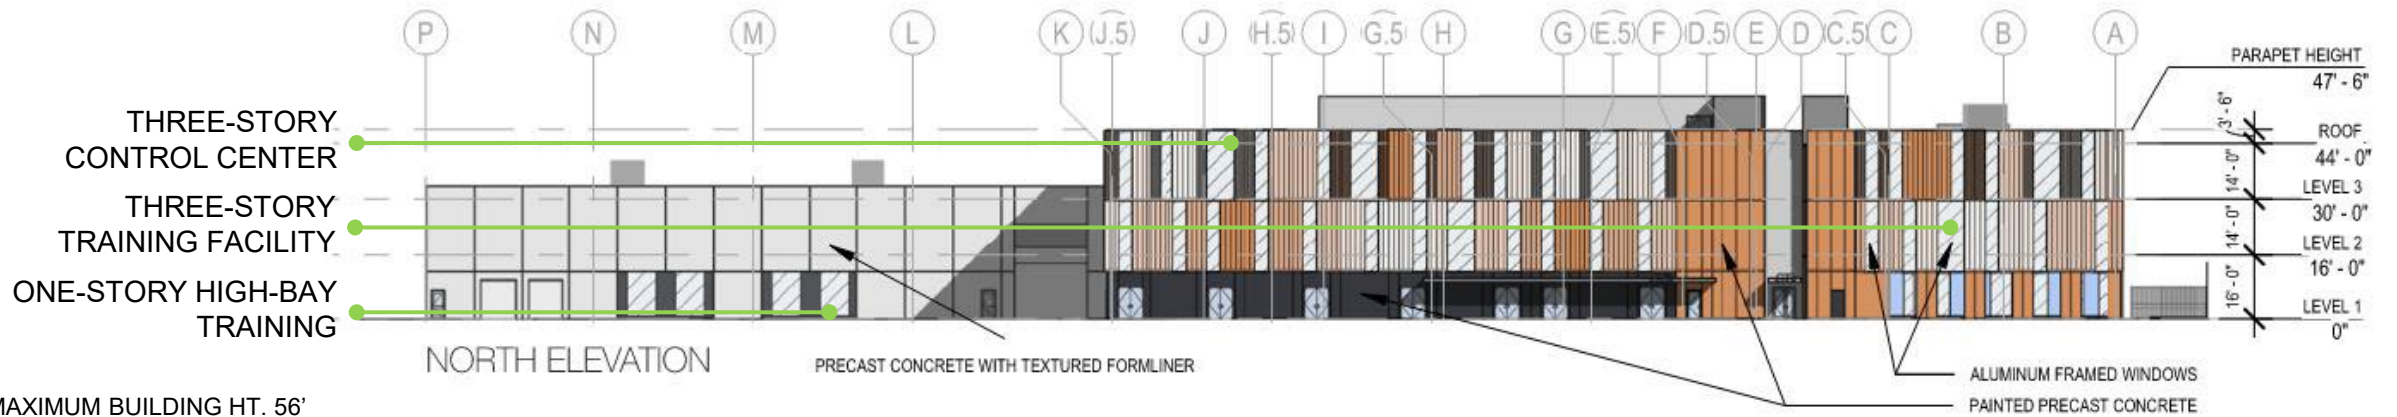 P N M L K (J.5) J (H.5) I G.5 H G (E.5) F D.5 E D C.5 C B A
PARAPET HEIGHT
47' - 6"
3' - 6"
ROOF
44' - 0"
14' - 0"
LEVEL 3
30' - 0"
14' - 0"
LEVEL 2
16' - 0"
16' - 0"
LEVEL 1
0"
THREE-STORY
CONTROL CENTER
THREE-STORY
TRAINING FACILITY
ONE-STORY HIGH-BAY
TRAINING
NORTH ELEVATION
PRECAST CONCRETE WITH TEXTURED FORMLINER
ALUMINUM FRAMED WINDOWS
PAINTED PRECAST CONCRETE
MAXIMUM BUILDING HT. 56’